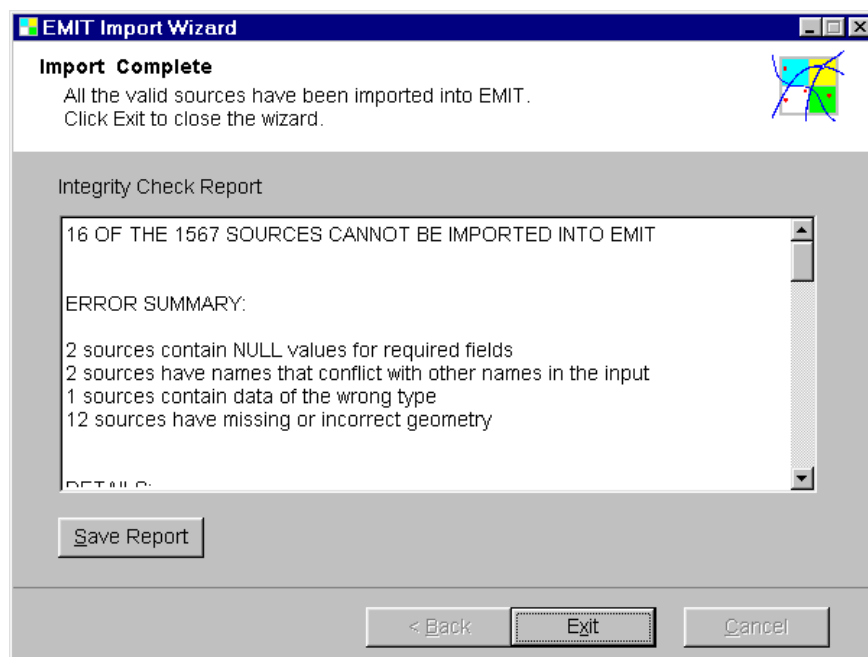 EMIT Import Wizard
Import Complete
All the valid sources have been imported into EMIT.
Click Exit to close the wizard.
Integrity Check Report
16 OF THE 1567 SOURCES CANNOT BE IMPORTED INTO EMIT
ERROR SUMMARY:
2 sources contain NULL values for required fields
2 sources have names that conflict with other names in the input
1 sources contain data of the wrong type
12 sources have missing or incorrect geometry
DETAILS:
Save Report
< Back
Exit
Cancel